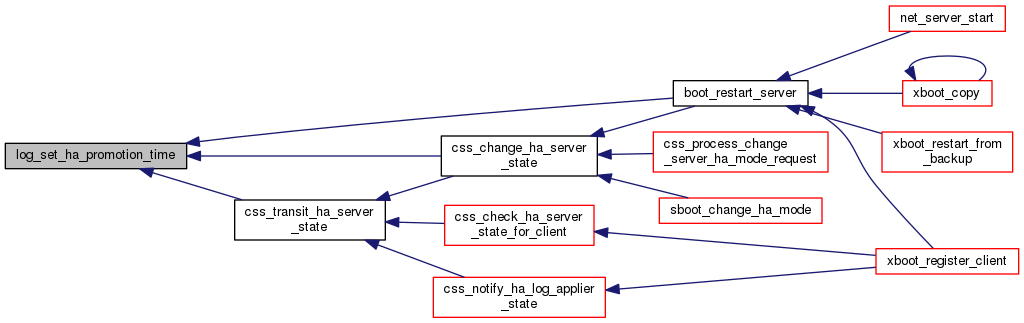 net_server_start
boot_restart_server
xboot_copy
log_set_ha_promotion_time
css_change_ha_server
_state
css_process_change
_server_ha_mode_request
xboot_restart_from
_backup
css_transit_ha_server
_state
css_check_ha_server
_state_for_client
sboot_change_ha_mode
xboot_register_client
css_notify_ha_log_applier
_state